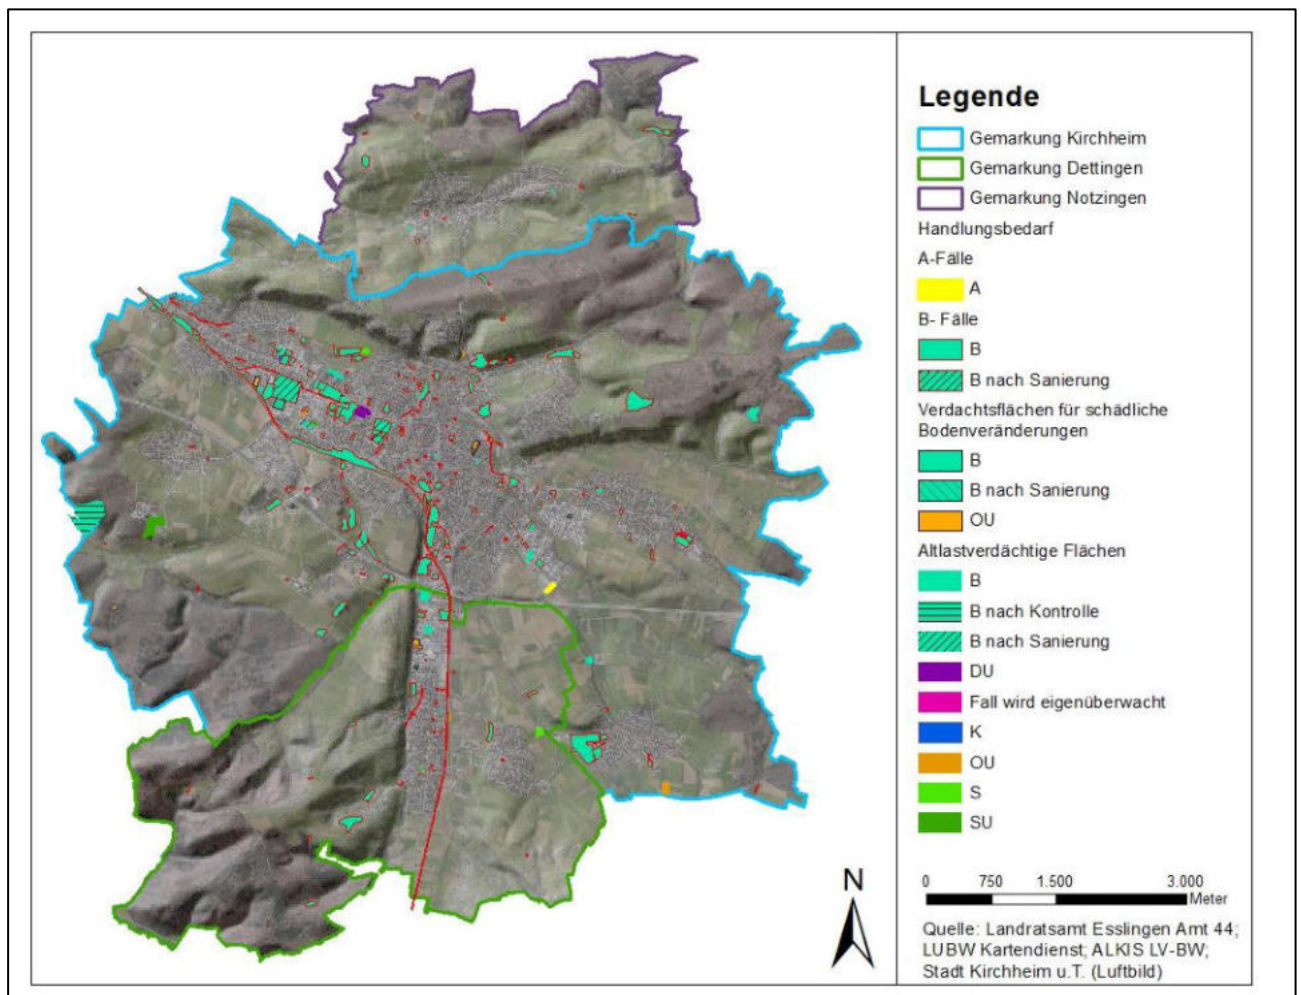 Legende
Gemarkung Kirchheim
Gemarkung Dettingen
Gemarkung Notzingen
Handlungsbedarf
A-Fälle
A
B- Fälle
B
B nach Sanierung
Verdachtsflächen für schädliche
Bodenveränderungen
B
B nach Sanierung
OU
Altlastverdächtige Flächen
B
B nach Kontrolle
B nach Sanierung
DU
Fall wird eigenüberwacht
K
OU
S
SU
N
0 750 1.500 3.000
Meter
Quelle: Landratsamt Esslingen Amt 44;
LUBW Kartendienst; ALKIS LV-BW;
Stadt Kirchheim u.T. (Luftbild)